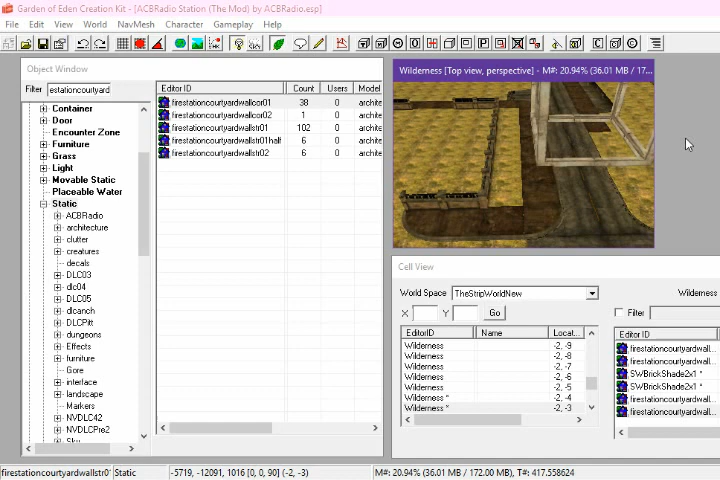 Garden of Eden Creation Kit - [ACBRadio Station (The Mod) by ACBRadio.esp]
File Edit View World NavMesh Character Gameplay Help
Object Window
Filter estationcourtyard
Container
Door
Encounter Zone
Furniture
Grass
Light
Movable Static
Placeable Water
Static
ACBRadio
architecture
clutter
creatures
decals
DLC03
dlc04
DLC05
dlcanch
DLCPitt
dungeons
Effects
furniture
Gore
interface
landscape
Markers
NVDLC42
NVDLCPre2
Sky
Editor ID Count Users Model
firestationcourtyardwallcor01 38 0 archite
firestationcourtyardwallcor02 1 0 archite
firestationcourtyardwallstr01 102 0 archite
firestationcourtyardwallstr01half 6 0 archite
firestationcourtyardwallstr02 6 0 archite
Wilderness [Top view, perspective] - M#: 20.94% (36.01 MB / 17...
Cell View
World Space TheStripWorldNew Wilderness
X Y Go Filter
EditorID Name Locat...
Wilderness -2, -9
Wilderness -2, -8
Wilderness -2, -7
Wilderness -2, -6
Wilderness -2, -5
Wilderness * -2, -4
Wilderness * -2, -3
Editor ID
firestationcourtyardwall...
firestationcourtyardwall...
SWBrickShade2x1 *
SWBrickShade2x1 *
firestationcourtyardwall...
firestationcourtyardwall...
firestationcourtyardwallstr0 Static -5719, -12091, 1016 [0, 0, 90] (-2, -3) M#: 20.94% (36.01 MB / 172.00 MB), T#: 417.558624